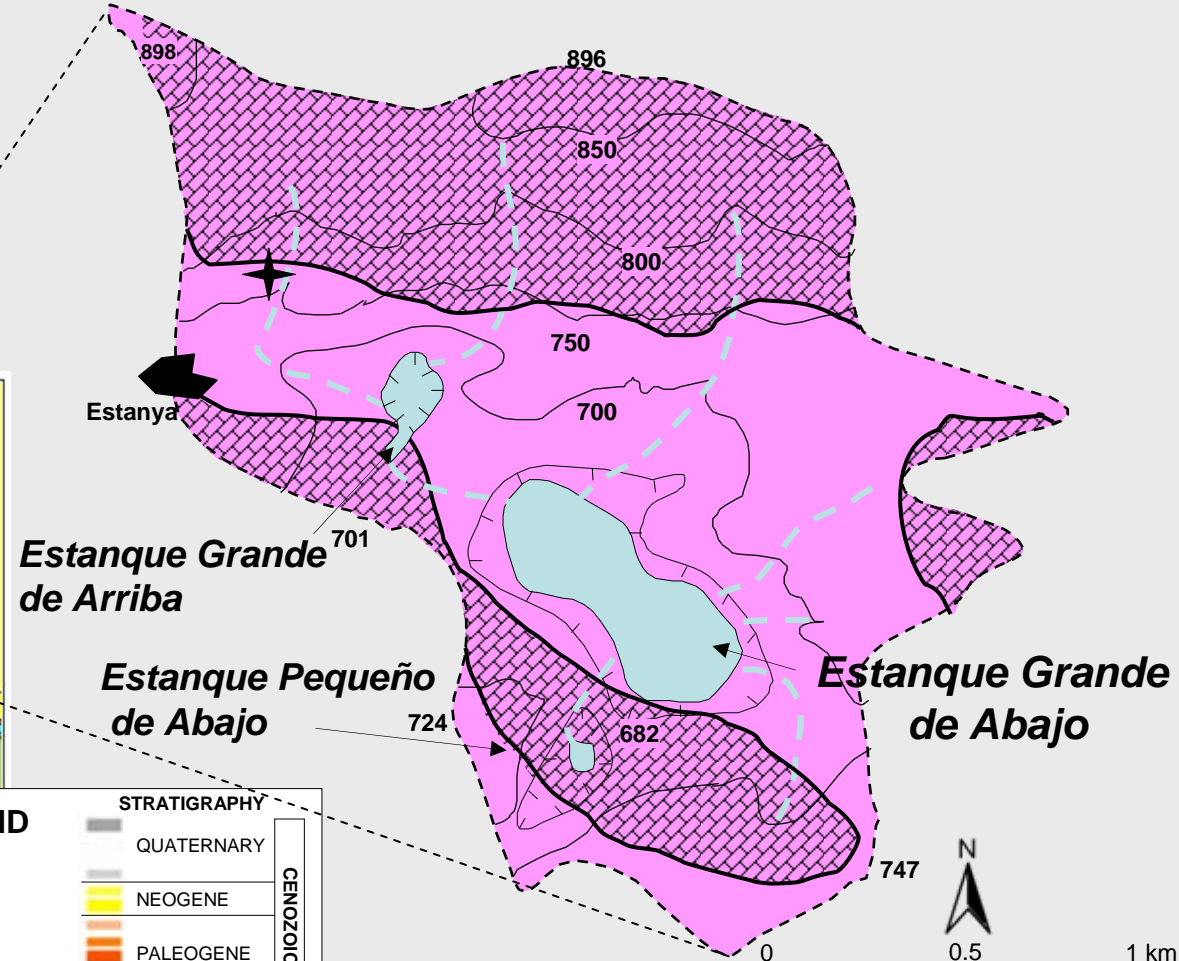 898
896
850
800
750
700
Estanya
701
Estanque Grande
de Arriba
Estanque Pequeño
de Abajo
724
682
Estanque Grande
de Abajo
747
N
0 0.5 1 km
ID
STRATIGRAPHY
QUATERNARY
NEOGENE
PALEOGENE
CENOZOIC